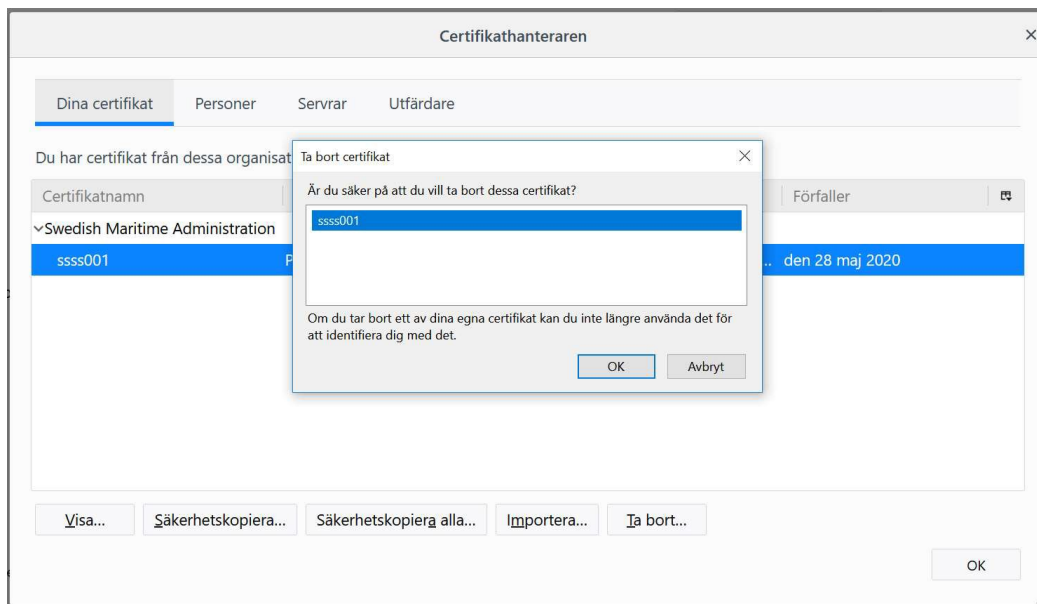 Certifikathanteraren
Dina certifikat Personer Servrar Utfärdare
Du har certifikat från dessa organisat
Certifikatnamn Förfaller
Swedish Maritime Administration
ssss001 P .. den 28 maj 2020
Ta bort certifikat
Är du säker på att du vill ta bort dessa certifikat?
ssss001
Om du tar bort ett av dina egna certifikat kan du inte längre använda det för
att identifiera dig med det.
OK Avbryt
Visa... Säkerhetskopiera... Säkerhetskopiera alla... Importera... Ta bort...
OK